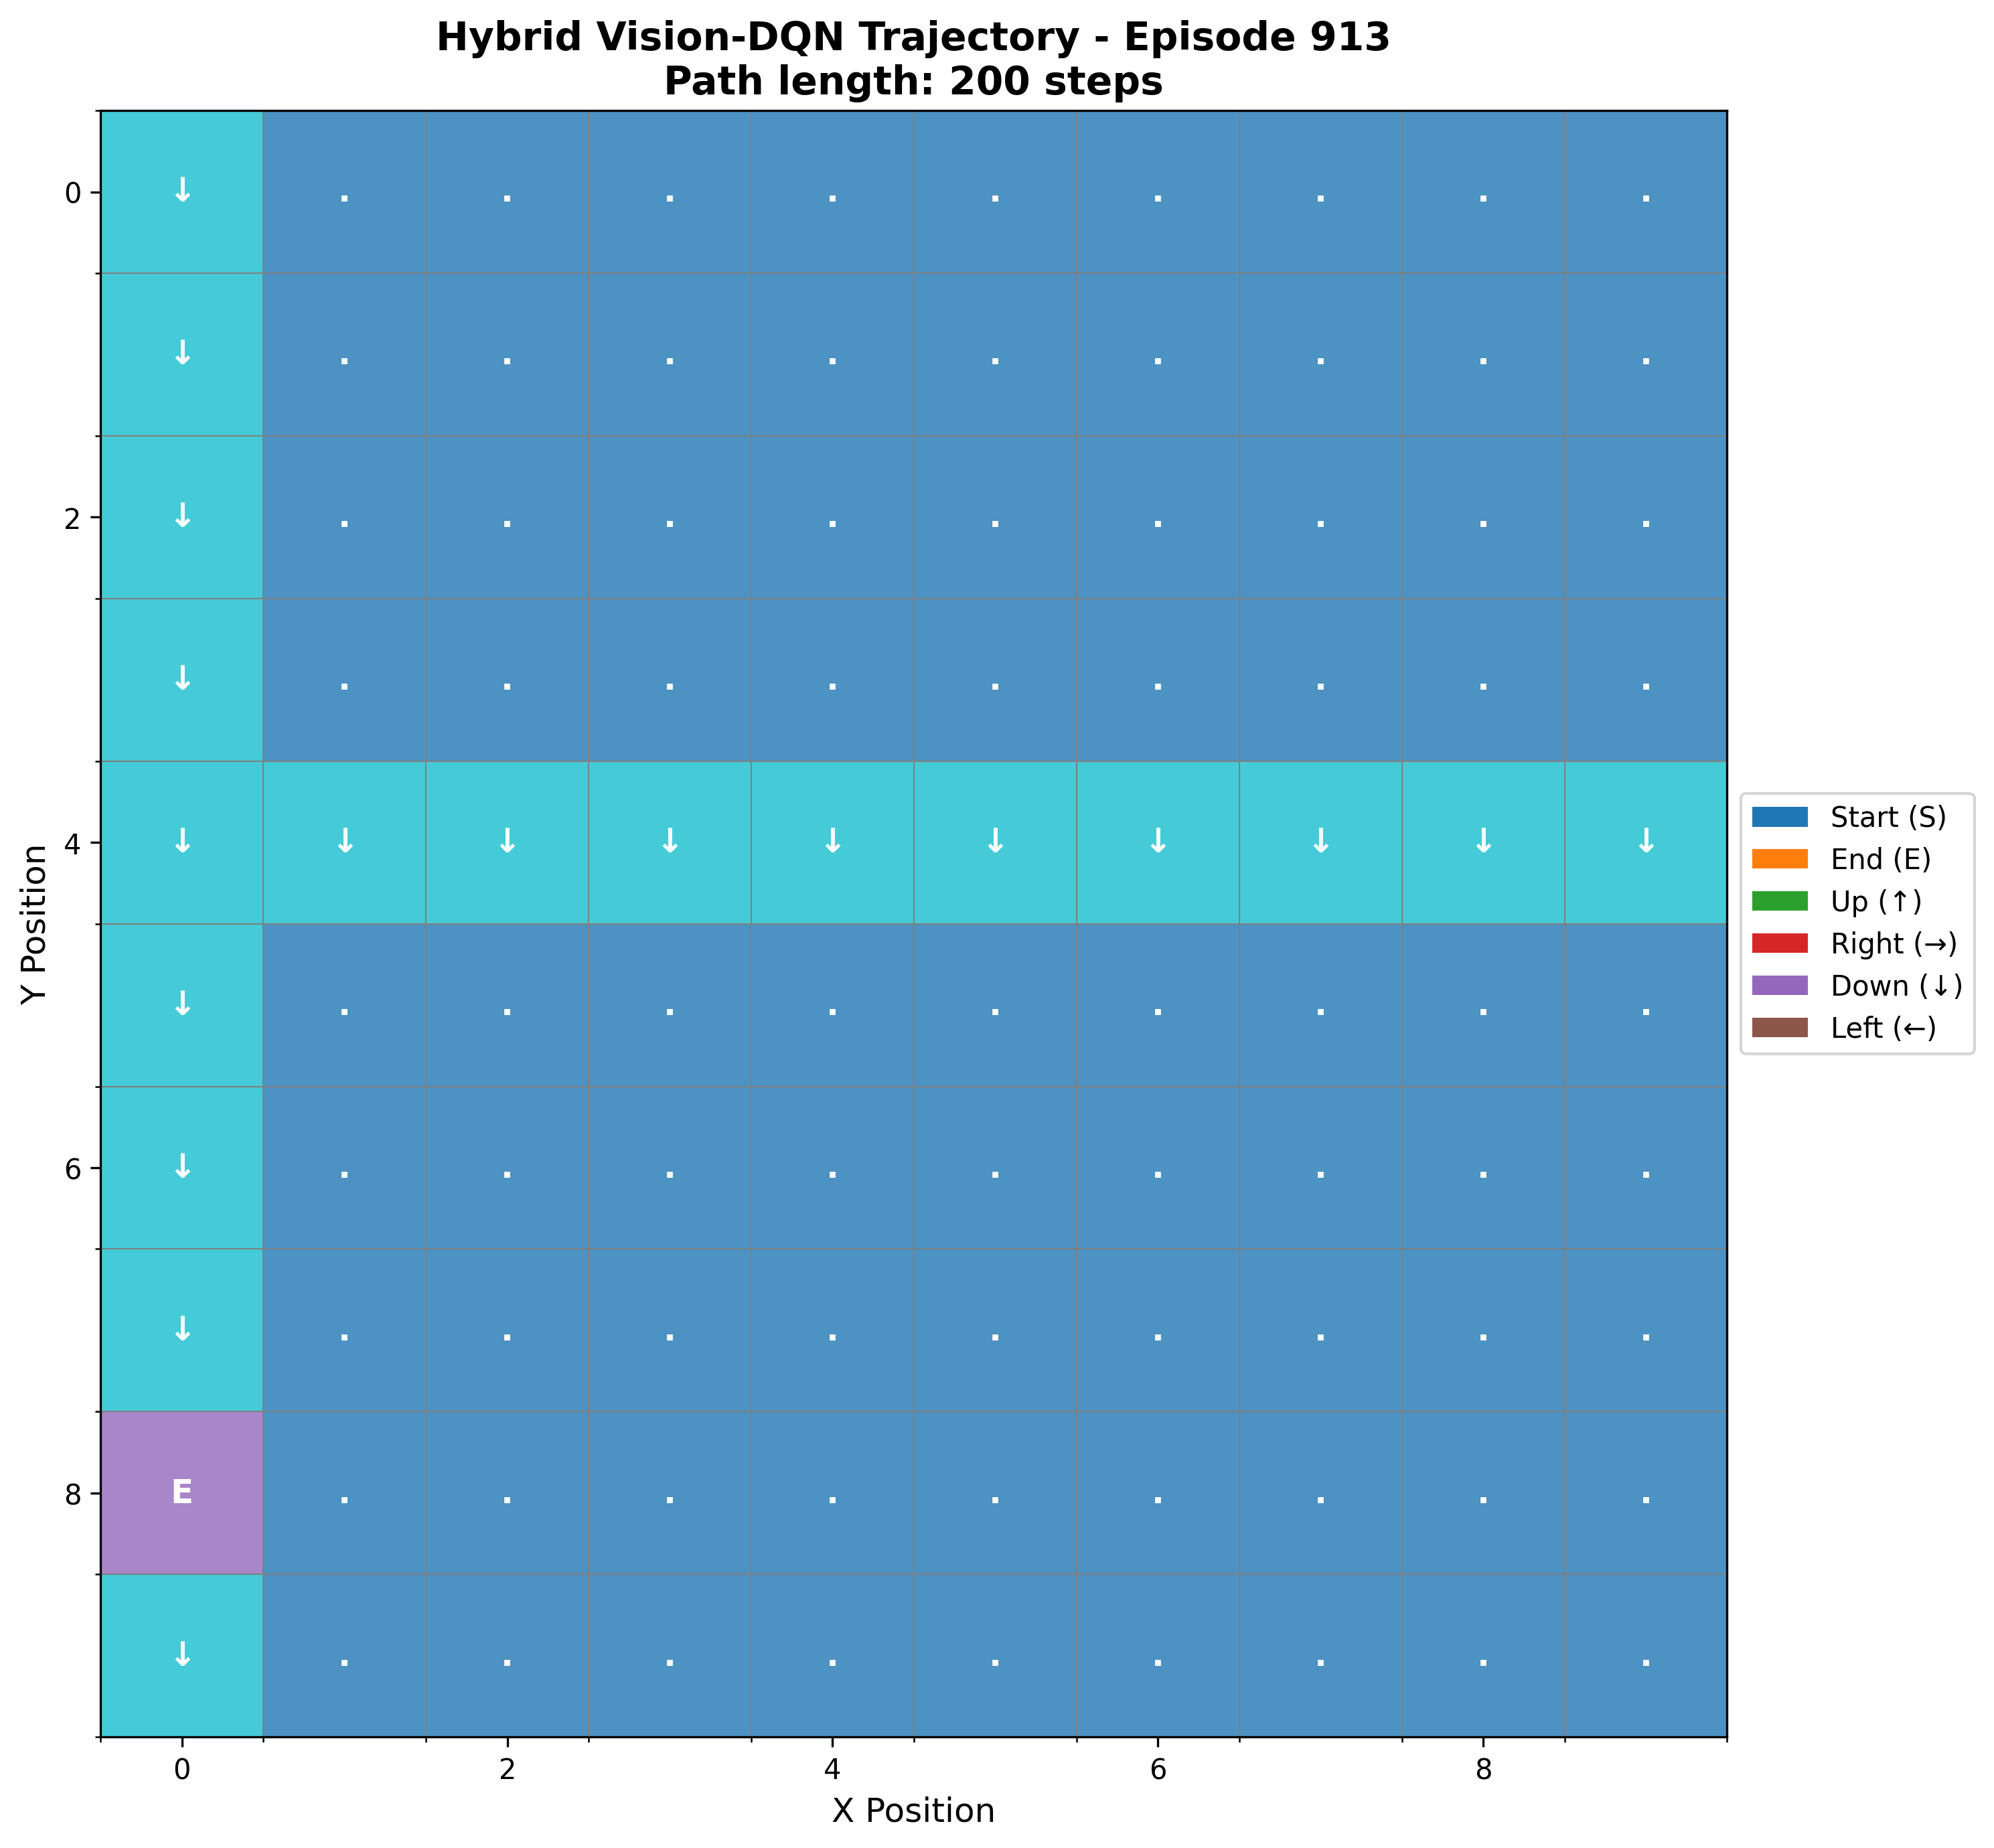 Hybrid Vision-DQN Trajectory - Episode 913
Path length: 200 steps
0 ↓ . . . . . . . . .
↓ . . . . . . . . .
2 ↓ . . . . . . . . .
↓ . . . . . . . . .
4 ↓ ↓ ↓ ↓ ↓ ↓ ↓ ↓ ↓ ↓
↓ . . . . . . . . .
6 ↓ . . . . . . . . .
↓ . . . . . . . . .
8 E . . . . . . . . .
↓ . . . . . . . . .
0 2 4 6 8
X Position
Y Position
Start (S)
End (E)
Up (↑)
Right (→)
Down (↓)
Left (←)